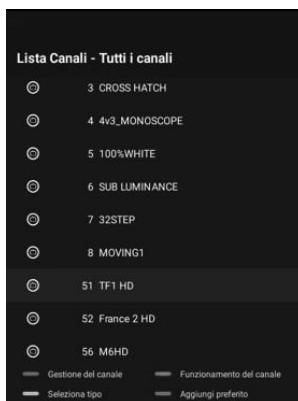 Lista Canali - Tutti i canali
3 CROSS HATCH
4 4v3_MONOSCOPE
5 100%WHITE
6 SUB LUMINANCE
7 32STEP
8 MOVING1
51 TF1 HD
52 France 2 HD
56 M6HD
Gestione del canale Funzionamento del canale
Seleziona tipo Aggiungi preferito